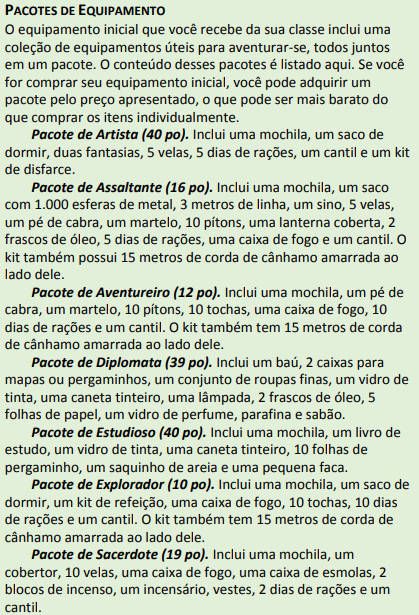 PACOTES DE EQUIPAMENTO
O equipamento inicial que você recebe da sua classe inclui uma
coleção de equipamentos úteis para aventurar-se, todos juntos
em um pacote. O conteúdo desses pacotes é listado aqui. Se você
for comprar seu equipamento inicial, você pode adquirir um
pacote pelo preço apresentado, o que pode ser mais barato do
que comprar os itens individualmente.
Pacote de Artista (40 po). Inclui uma mochila, um saco de
dormir, duas fantasias, 5 velas, 5 dias de rações, um cantil e um kit
de disfarce.
Pacote de Assaltante (16 po). Inclui uma mochila, um saco
com 1.000 esferas de metal, 3 metros de linha, um sino, 5 velas,
um pé de cabra, um martelo, 10 pítons, uma lanterna coberta, 2
frascos de óleo, 5 dias de rações, uma caixa de fogo e um cantil. O
kit também possui 15 metros de corda de cânhamo amarrada ao
lado dele.
Pacote de Aventureiro (12 po). Inclui uma mochila, um pé de
cabra, um martelo, 10 pítons, 10 tochas, uma caixa de fogo, 10
dias de rações e um cantil. O kit também tem 15 metros de corda
de cânhamo amarrada ao lado dele.
Pacote de Diplomata (39 po). Inclui um baú, 2 caixas para
mapas ou pergaminhos, um conjunto de roupas finas, um vidro de
tinta, uma caneta tinteiro, uma lâmpada, 2 frascos de óleo, 5
folhas de papel, um vidro de perfume, parafina e sabão.
Pacote de Estudioso (40 po). Inclui uma mochila, um livro de
estudo, um vidro de tinta, uma caneta tinteiro, 10 folhas de
pergaminho, um saquinho de areia e uma pequena faca.
Pacote de Explorador (10 po). Inclui uma mochila, um saco de
dormir, um kit de refeição, uma caixa de fogo, 10 tochas, 10 dias
de rações e um cantil. O kit também tem 15 metros de corda de
cânhamo amarrada ao lado dele.
Pacote de Sacerdote (19 po). Inclui uma mochila, um
cobertor, 10 velas, uma caixa de fogo, uma caixa de esmolas, 2
blocos de incenso, um incensário, vestes, 2 dias de rações e um
cantil.